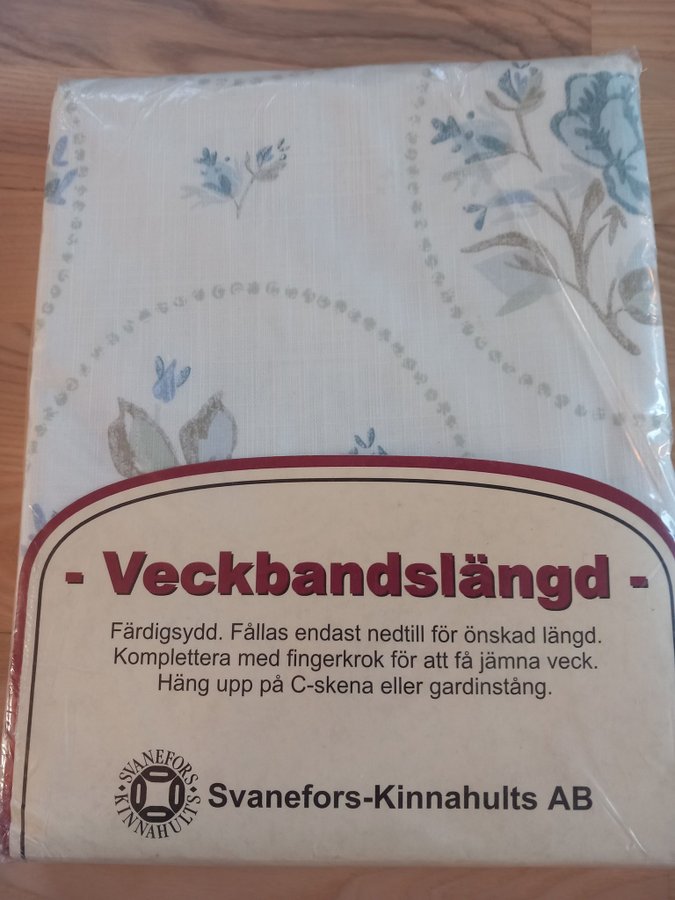 - Veckbandslängd -
Färdigsydd. Fållas endast nedtill för önskad längd.
Komplettera med fingerkrok för att få jämna veck.
Häng upp på C-skena eller gardinstång.
SVANEFORS
KINNAHULTS
Svanefors-Kinnahults AB